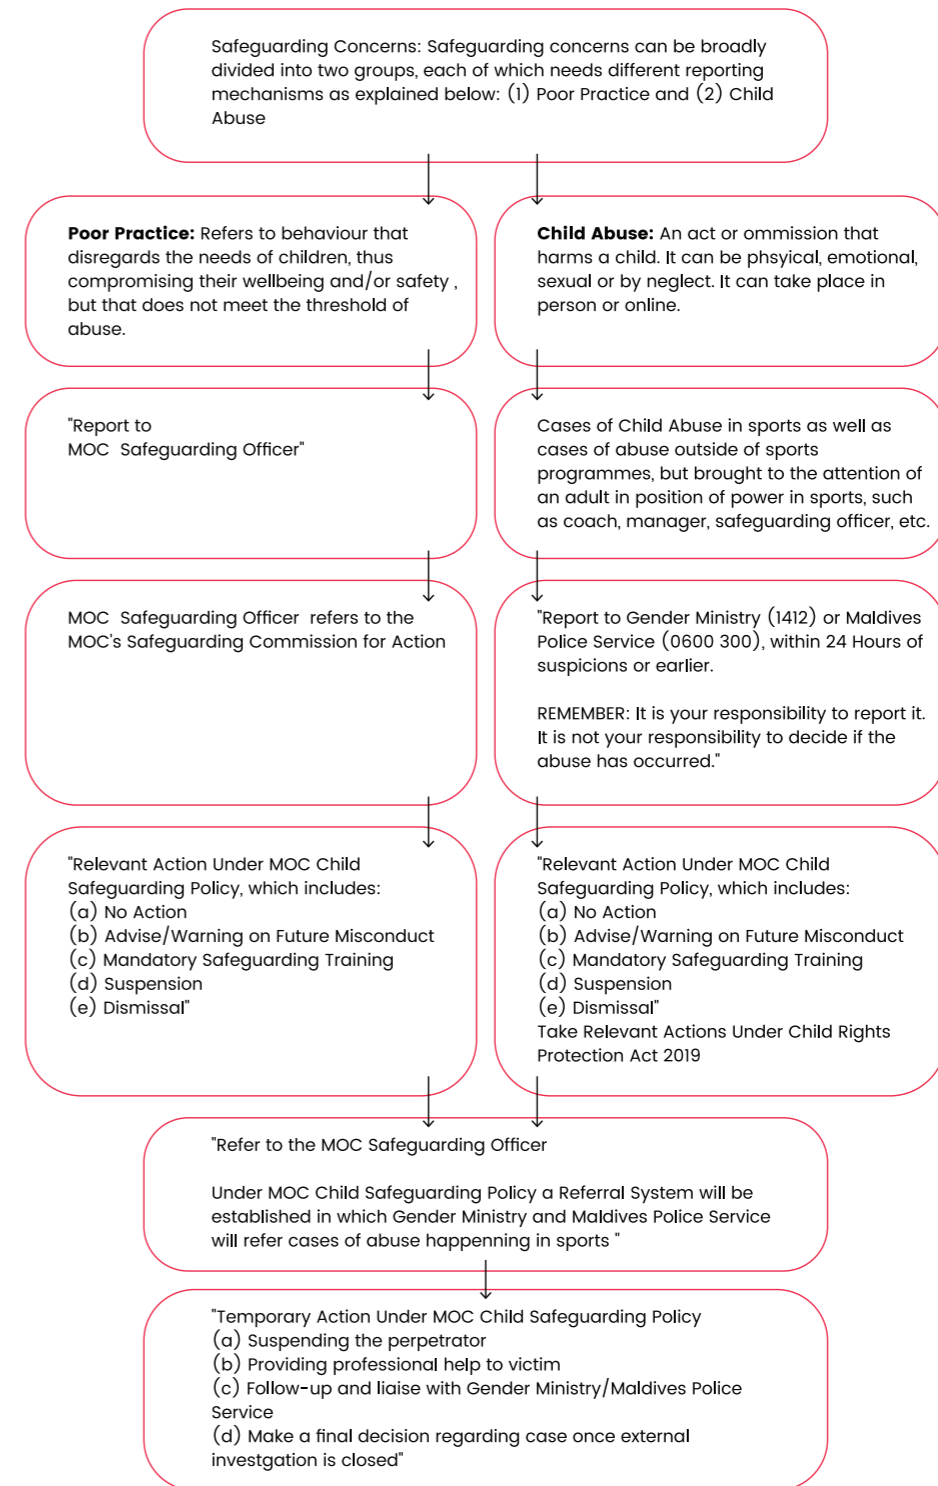 Safeguarding Concerns: Safeguarding concerns can be broadly
divided into two groups, each of which needs different reporting
mechanisms as explained below: (1) Poor Practice and (2) Child
Abuse
Poor Practice: Refers to behaviour that
disregards the needs of children, thus
compromising their wellbeing and/or safety ,
but that does not meet the threshold of
abuse.
Child Abuse: An act or ommission that
harms a child. It can be phsyical, emotional,
sexual or by neglect. It can take place in
person or online.
"Report to
MOC Safeguarding Officer"
Cases of Child Abuse in sports as well as
cases of abuse outside of sports
programmes, but brought to the attention of
an adult in position of power in sports, such
as coach, manager, safeguarding officer, etc.
MOC Safeguarding Officer refers to the
MOC's Safeguarding Commission for Action
"Report to Gender Ministry (1412) or Maldives
Police Service (0600 300), within 24 Hours of
suspicions or earlier.
REMEMBER: It is your responsibility to report it.
It is not your responsibility to decide if the
abuse has occurred."
"Relevant Action Under MOC Child
Safeguarding Policy, which includes:
(a) No Action
(b) Advise/Warning on Future Misconduct
(c) Mandatory Safeguarding Training
(d) Suspension
(e) Dismissal"
"Relevant Action Under MOC Child
Safeguarding Policy, which includes:
(a) No Action
(b) Advise/Warning on Future Misconduct
(c) Mandatory Safeguarding Training
(d) Suspension
(e) Dismissal"
Take Relevant Actions Under Child Rights
Protection Act 2019
"Refer to the MOC Safeguarding Officer
Under MOC Child Safeguarding Policy a Referral System will be
established in which Gender Ministry and Maldives Police Service
will refer cases of abuse happenning in sports "
"Temporary Action Under MOC Child Safeguarding Policy
(a) Suspending the perpetrator
(b) Providing professional help to victim
(c) Follow-up and liaise with Gender Ministry/Maldives Police
Service
(d) Make a final decision regarding case once external
investgation is closed"